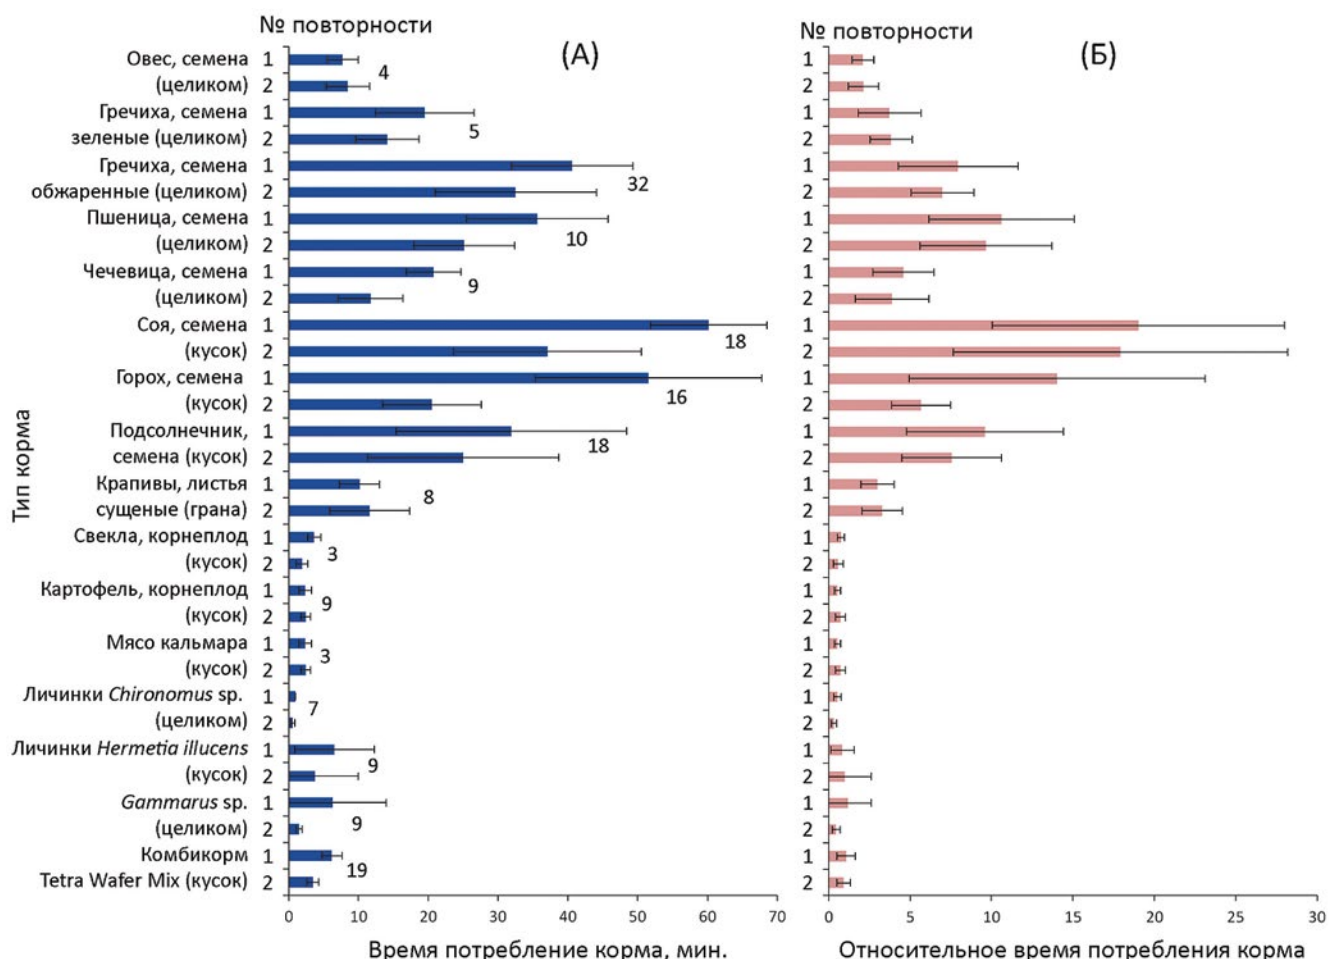 № повторности
(А)
Овес, семена 1
4
(целиком) 2
Гречиха, семена 1
5
зеленые (целиком) 2
Гречиха, семена 1
32
обжаренные (целиком) 2
Пшеница, семена 1
10
(целиком) 2
Чечевица, семена 1
9
(целиком) 2
Соя, семена 1
18
(кусок) 2
Горох, семена 1
16
(кусок) 2
Подсолнечник, 1
18
семена (кусок) 2
Крапивы, листья 1
8
сущеные (грана) 2
Свекла, корнеплод 1
3
(кусок) 2
Картофель, корнеплод 1
9
(кусок) 2
Мясо кальмара 1
3
(кусок) 2
Личинки Chironomus sp. 1
7
(целиком) 2
Личинки Hermetia illucens 1
9
(кусок) 2
Gammarus sp. 1
9
(целиком) 2
Комбикорм 1
19
Tetra Wafer Mix (кусок) 2
Тип корма
0 10 20 30 40 50 60 70
Время потребление корма, мин.
№ повторности
(Б)
1
2
1
2
1
2
1
2
1
2
1
2
1
2
1
2
1
2
1
2
1
2
1
2
1
2
1
2
1
2
1
2
0 5 10 15 20 25 30
Относительное время потребления корма